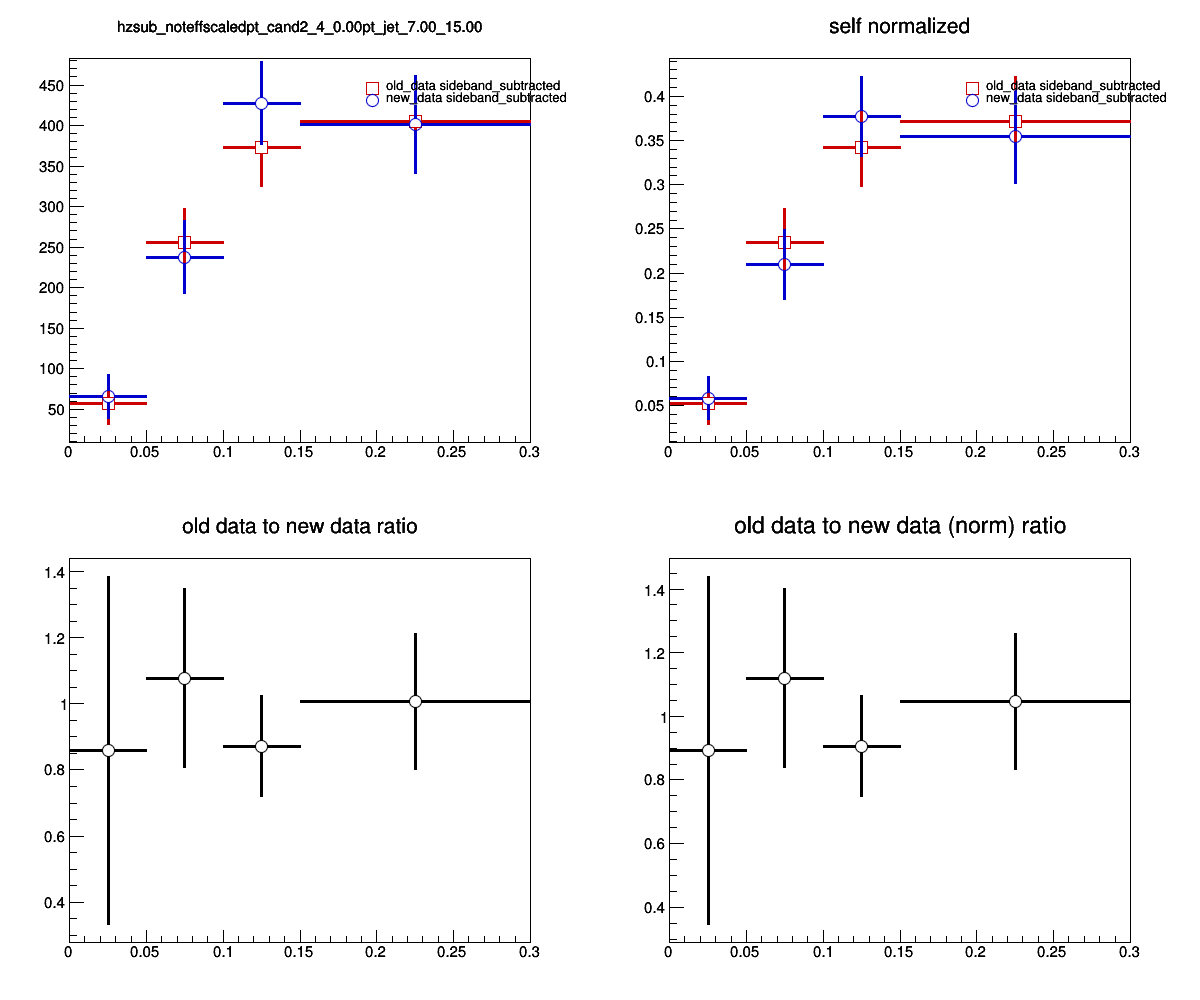 hzsub_noteffscaledpt_cand2_4_0.00pt_jet_7.00_15.00
old_data sideband_subtracted
new_data sideband_subtracted
450
400
350
300
250
200
150
100
50
0 0.05 0.1 0.15 0.2 0.25 0.3
self normalized
old_data sideband_subtracted
new_data sideband_subtracted
0.4
0.35
0.3
0.25
0.2
0.15
0.1
0.05
0 0.05 0.1 0.15 0.2 0.25 0.3
old data to new data ratio
1.4
1.2
1
0.8
0.6
0.4
0 0.05 0.1 0.15 0.2 0.25 0.3
old data to new data (norm) ratio
1.4
1.2
1
0.8
0.6
0.4
0 0.05 0.1 0.15 0.2 0.25 0.3